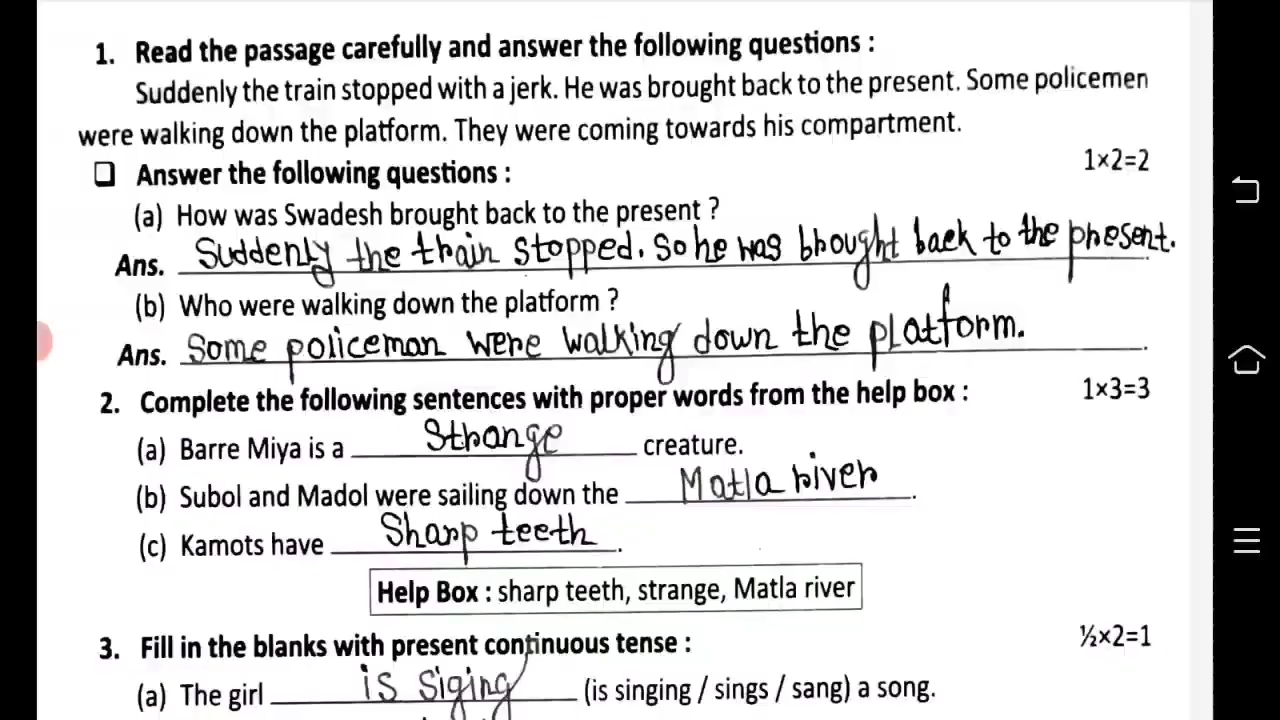 1. Read the passage carefully and answer the following questions :
Suddenly the train stopped with a jerk. He was brought back to the present. Some policemen
were walking down the platform. They were coming towards his compartment.
❑ Answer the following questions : 1×2=2
(a) How was Swadesh brought back to the present ?
Ans. Suddenly the train stopped. So he was brought back to the present.
(b) Who were walking down the platform ?
Ans. Some policeman were walking down the platform.
2. Complete the following sentences with proper words from the help box : 1×3=3
(a) Barre Miya is a Strange creature.
(b) Subol and Madol were sailing down the Matla river.
(c) Kamots have Sharp teeth.
Help Box : sharp teeth, strange, Matla river
3. Fill in the blanks with present continuous tense : ½×2=1
(a) The girl is siging (is singing / sings / sang) a song.